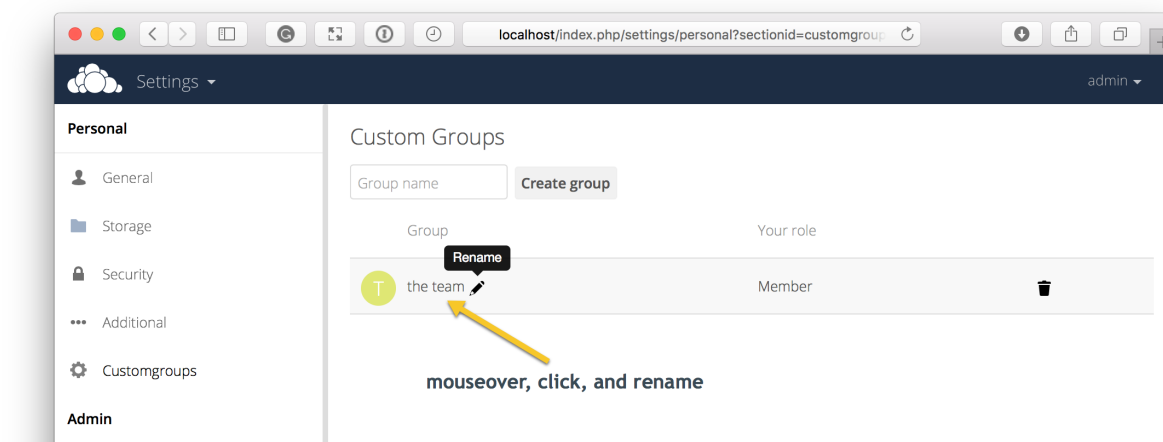 localhost/index.php/settings/personal?sectionid=customgroup
Settings
admin
Personal
General
Storage
Security
Additional
Customgroups
Admin
Custom Groups
Group name
Create group
Group
Your role
Rename
T
the team
Member
mouseover, click, and rename